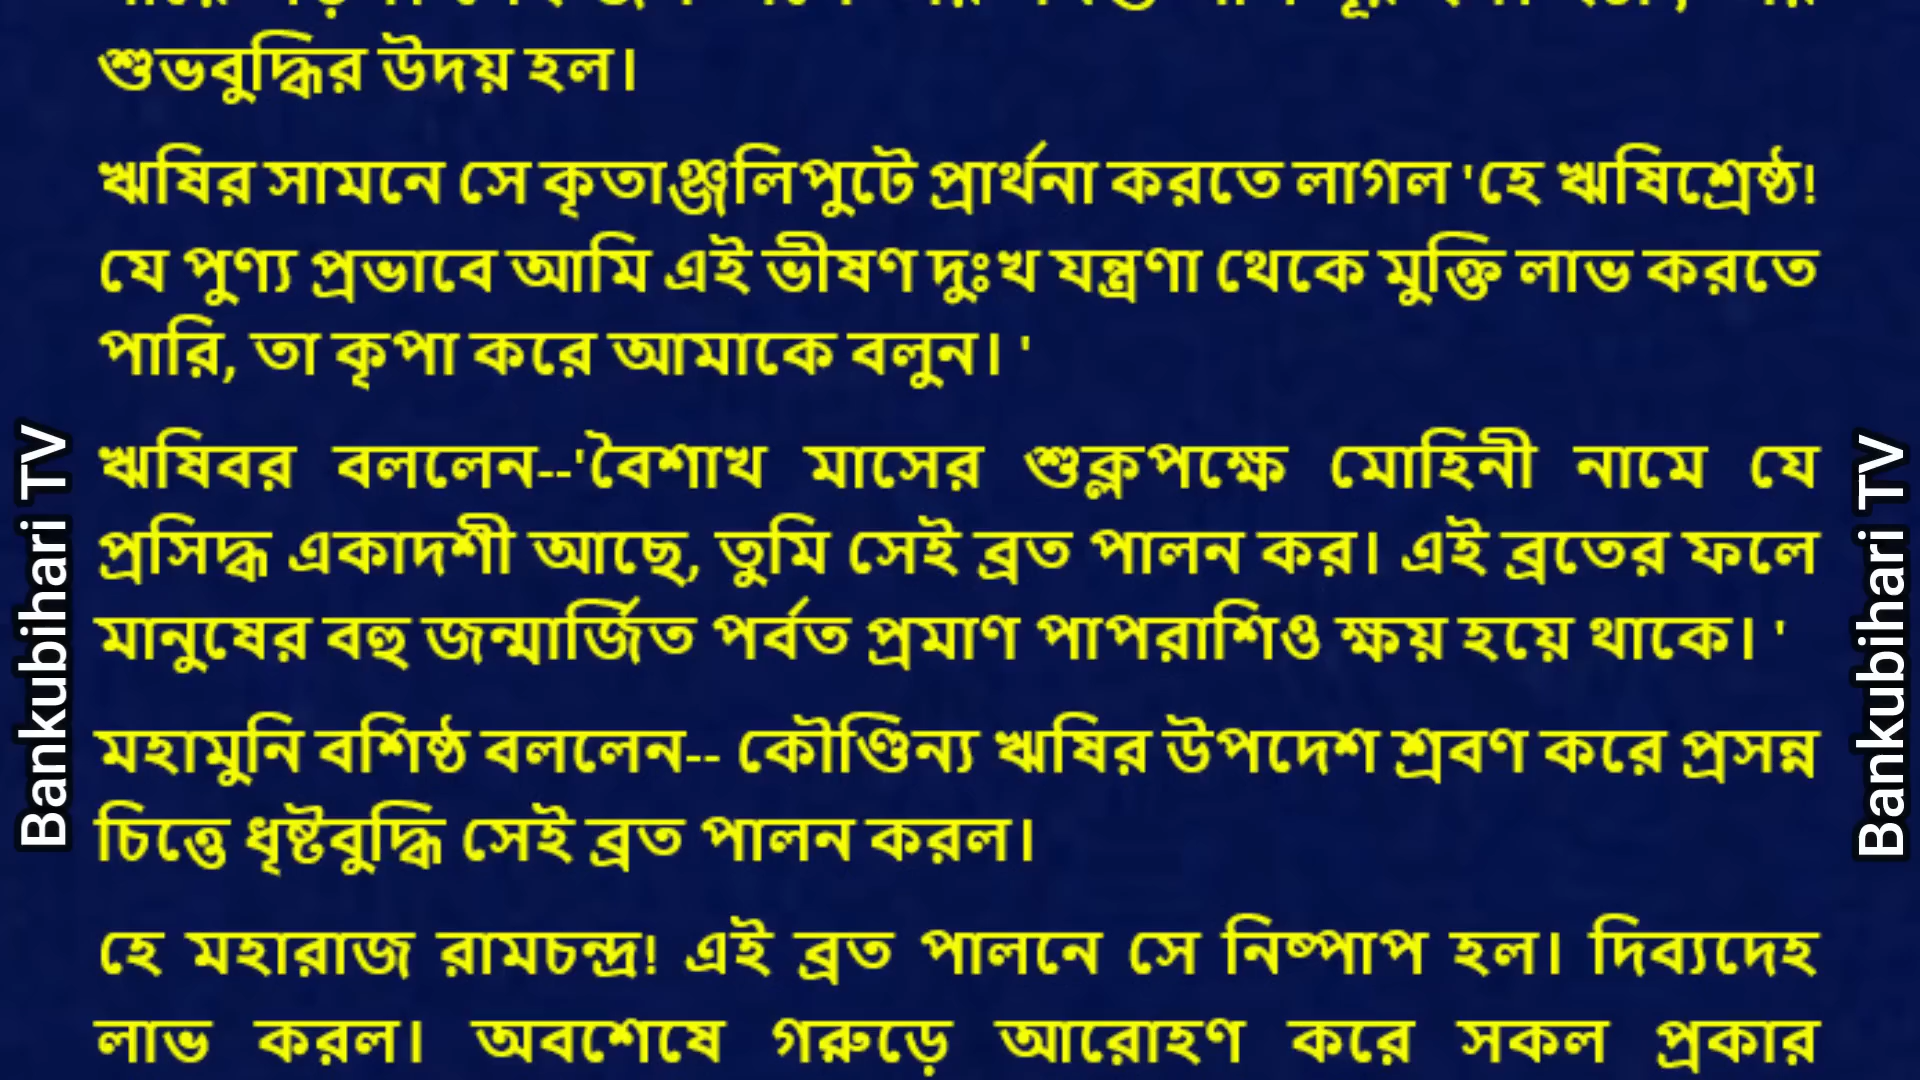 শুভবুদ্ধির উদয় হল।
ঋষির সামনে সে কৃতাঞ্জলিপুটে প্রার্থনা করতে লাগল 'হে ঋষিশ্রেষ্ঠ!
যে পুণ্য প্রভাবে আমি এই ভীষণ দুঃখ যন্ত্রণা থেকে মুক্তি লাভ করতে
পারি, তা কৃপা করে আমাকে বলুন। '
ঋষিবর বললেন--'বৈশাখ মাসের শুক্লপক্ষে মোহিনী নামে যে
প্রসিদ্ধ একাদশী আছে, তুমি সেই ব্রত পালন কর। এই ব্রতের ফলে
মানুষের বহু জন্মার্জিত পর্বত প্রমাণ পাপরাশিও ক্ষয় হয়ে থাকে। '
মহামুনি বশিষ্ঠ বললেন-- কৌণ্ডিন্য ঋষির উপদেশ শ্রবণ করে প্রসন্ন
চিত্তে ধৃষ্টবুদ্ধি সেই ব্রত পালন করল।
হে মহারাজ রামচন্দ্র! এই ব্রত পালনে সে নিষ্পাপ হল। দিব্যদেহ
লাভ করল। অবশেষে গরুড়ে আরোহণ করে সকল প্রকার
Bankubihari TV
Bankubihari TV